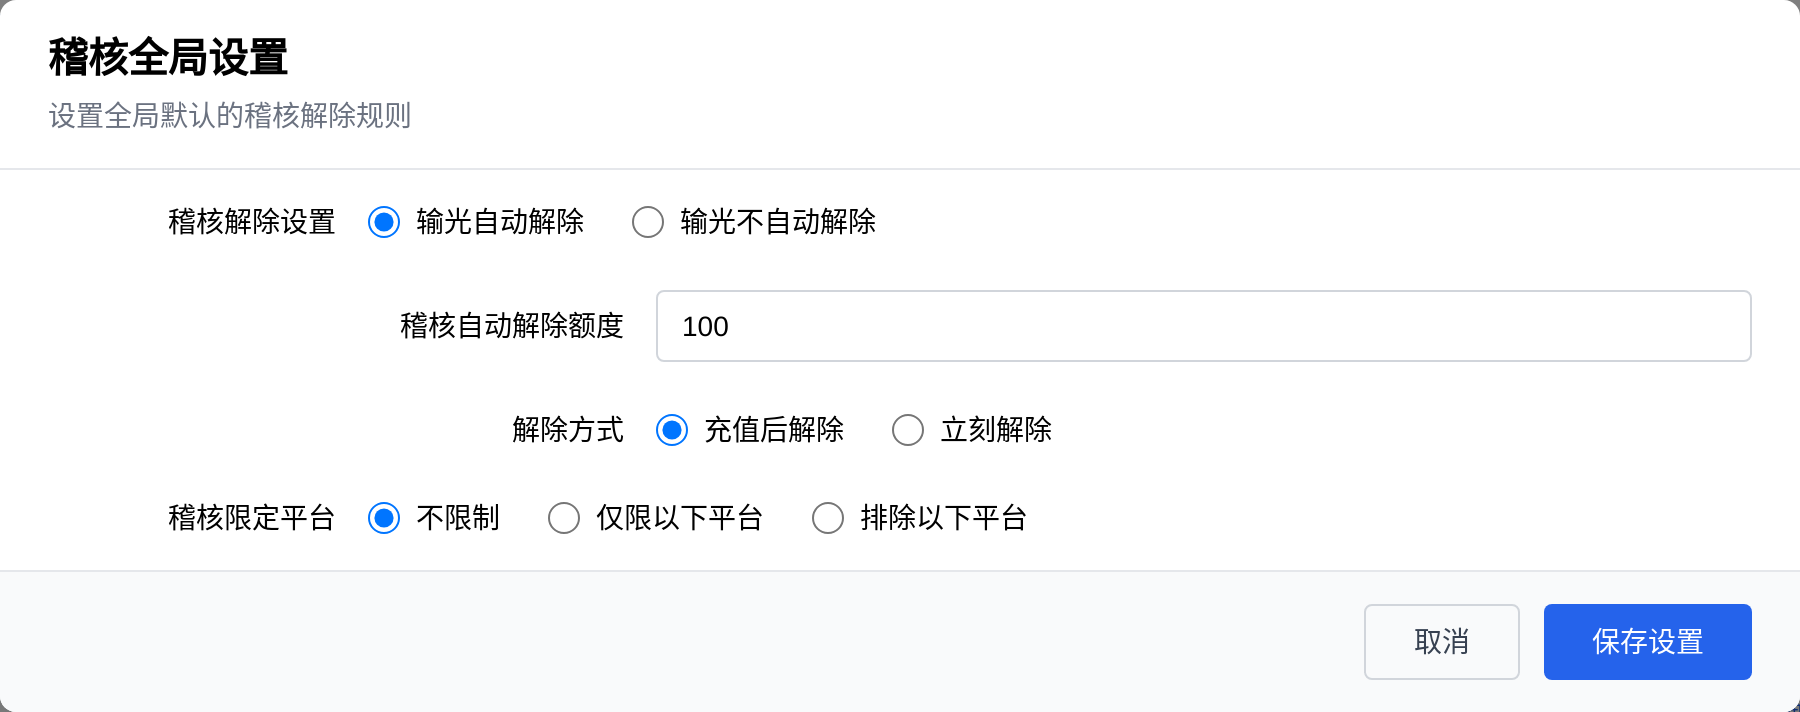 稽核全局设置
设置全局默认的稽核解除规则
稽核解除设置 输光自动解除 输光不自动解除
稽核自动解除额度 100
解除方式 充值后解除 立刻解除
稽核限定平台 不限制 仅限以下平台 排除以下平台
取消 保存设置